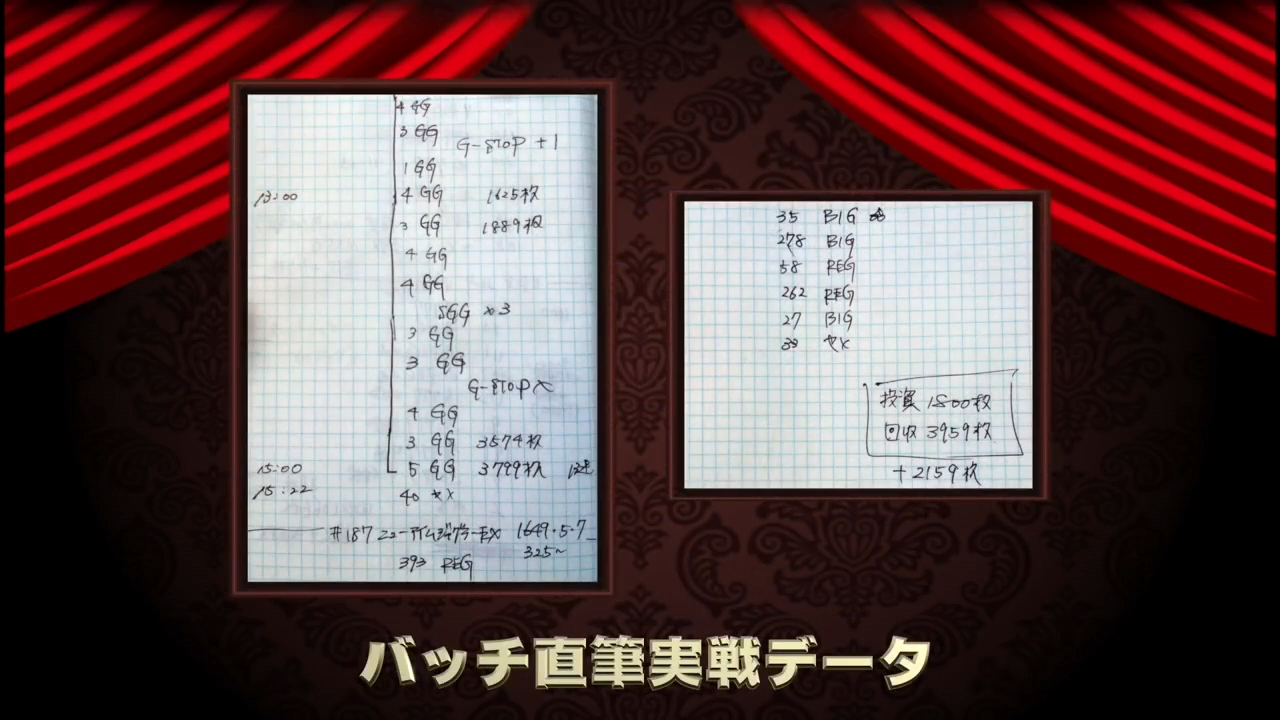 4 GG
3 GG
G-STOP +1
1 GG
13:00 4 GG 1625枚
3 GG 1889枚
4 GG
4 GG
SGG ×3
3 GG
3 GG
G-STOP ×
4 GG
3 GG 3574枚
15:00 5 GG 3799枚
15:22
40 ヤメ
#187 ニューアイムジャグラーEX 1649・5・7
325~
393 REG
35 BIG
278 BIG
58 REG
262 REG
27 BIG
39 ヤメ
投資 1800枚
回収 3959枚
+2159枚
バッチ直筆実戦データ